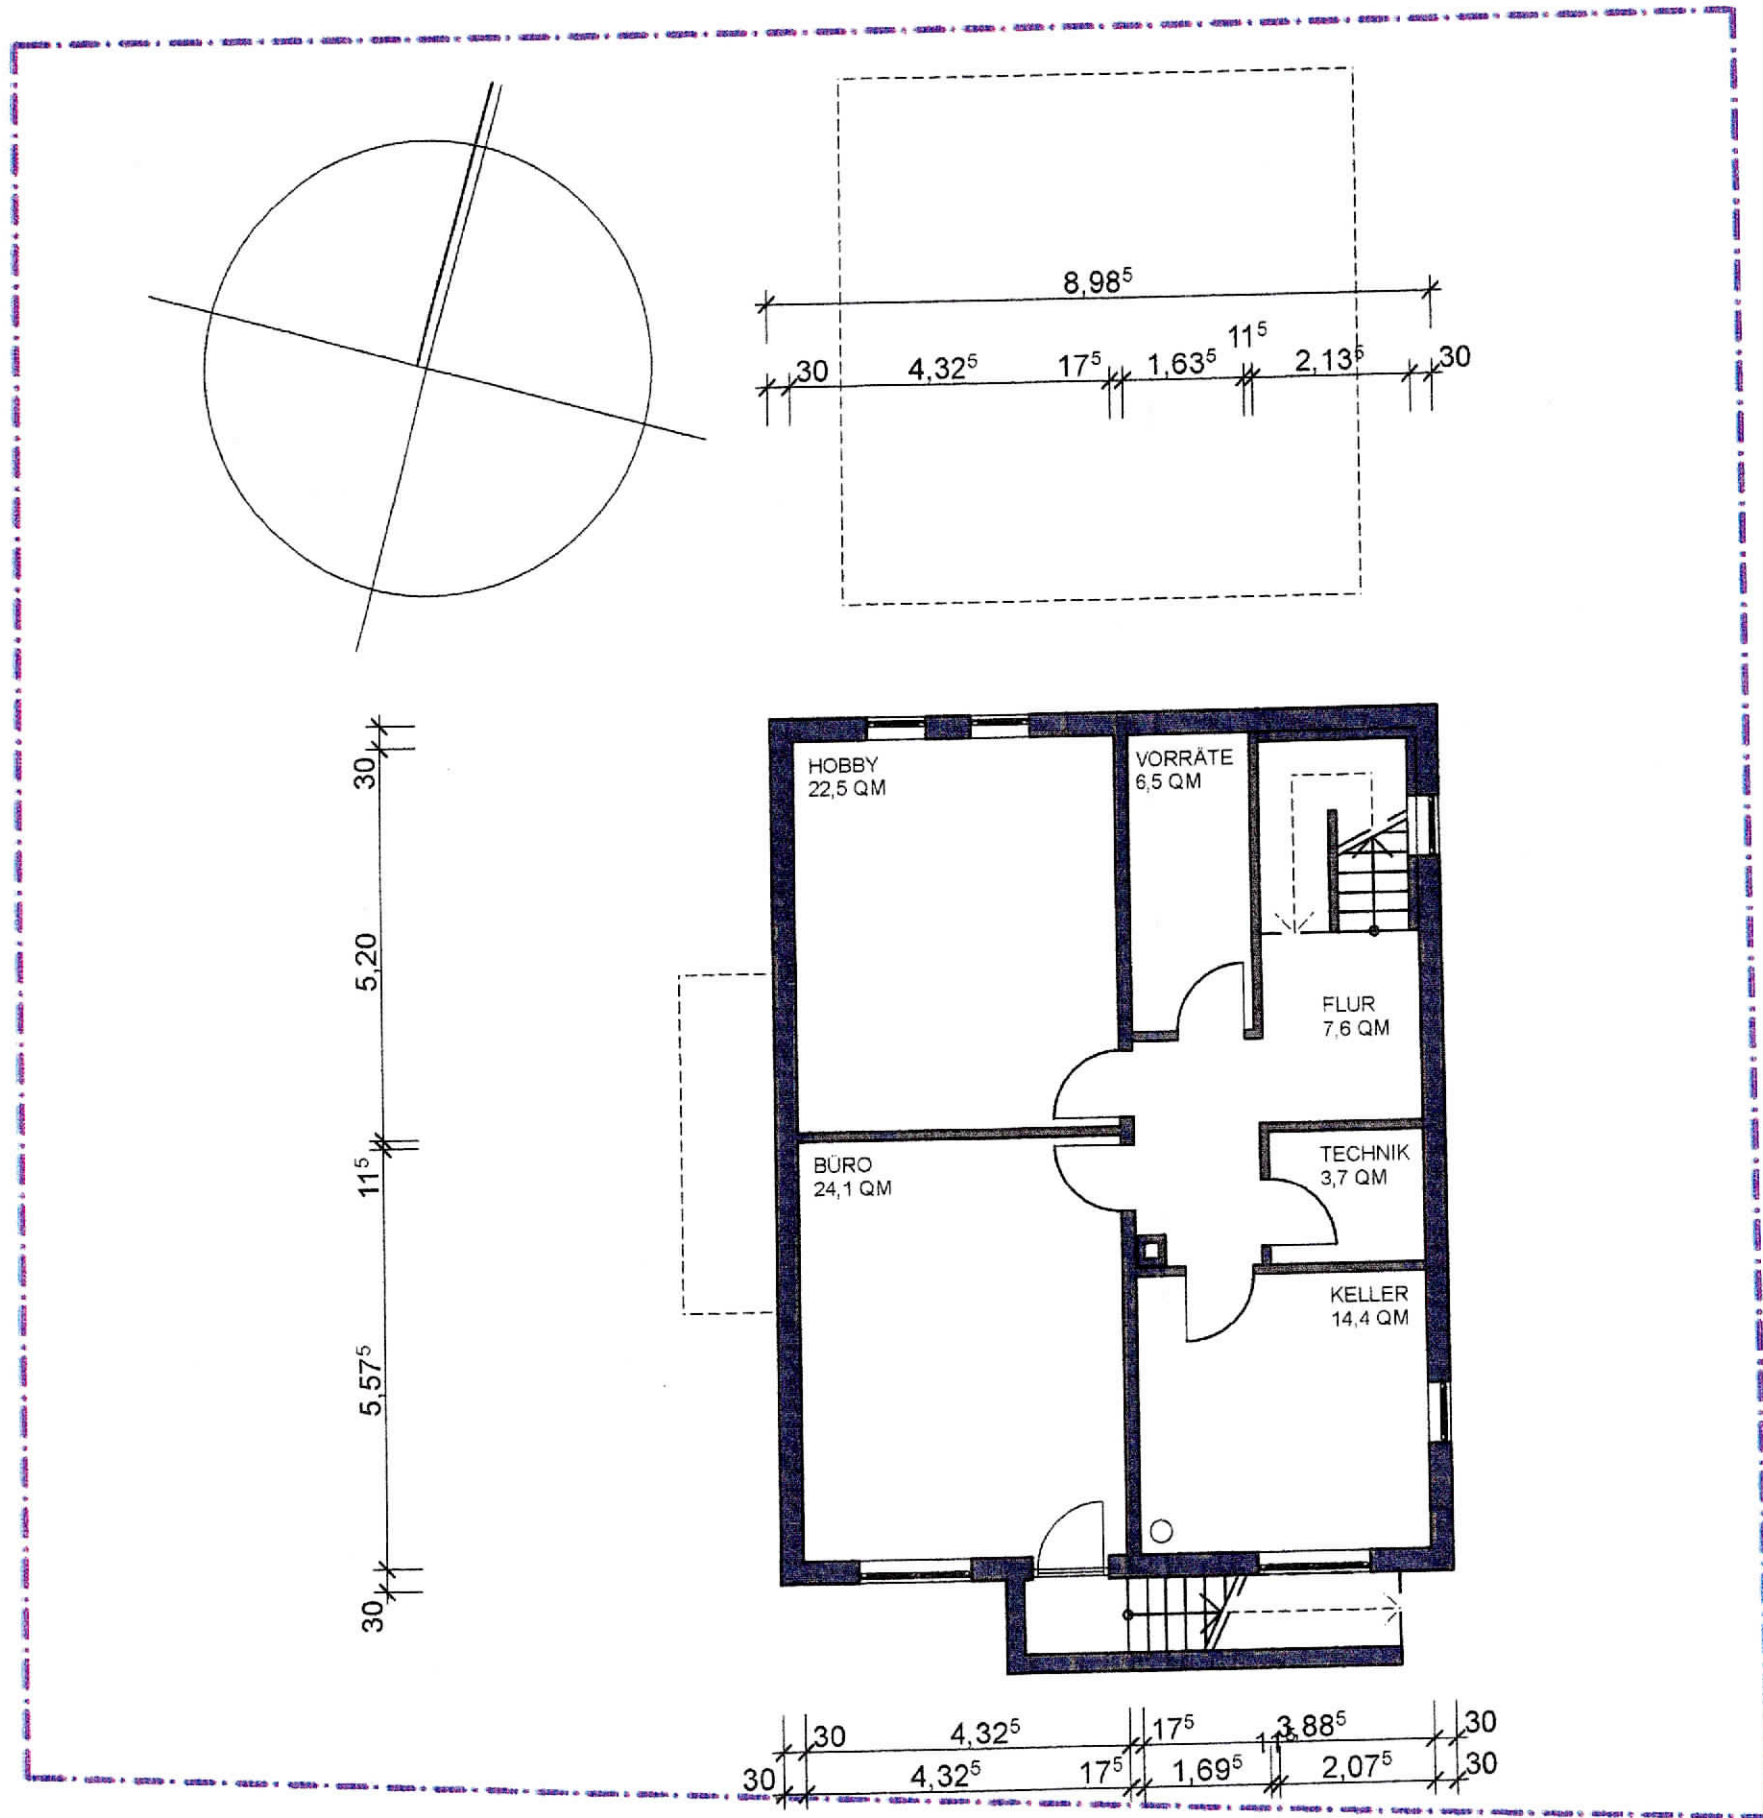 8,98⁵
11⁵
30 4,32⁵ 17⁵ 1,63⁵ 2,13⁵ 30
HOBBY
22,5 QM
VORRÄTE
6,5 QM
30
5,20
11⁵
5,57⁵
30
FLUR
7,6 QM
TECHNIK
3,7 QM
BÜRO
24,1 QM
KELLER
14,4 QM
30 4,32⁵ 17⁵ 3,88⁵ 30
11⁵
30 4,32⁵ 17⁵ 1,69⁵ 2,07⁵ 30